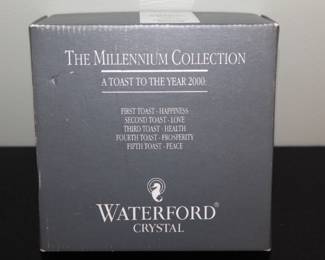 THE MILLENNIUM COLLECTION
A TOAST TO THE YEAR 2000:
FIRST TOAST - HAPPINESS
SECOND TOAST - LOVE
THIRD TOAST - HEALTH
FOURTH TOAST - PROSPERITY
FIFTH TOAST - PEACE
WATERFORD®
CRYSTAL